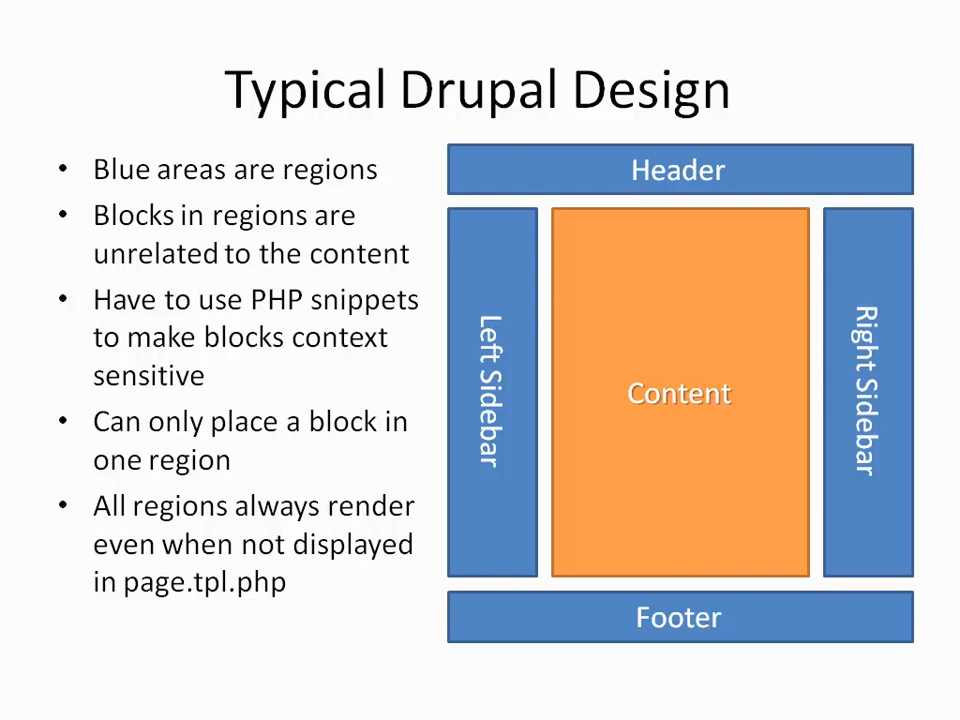 Typical Drupal Design
• Blue areas are regions
• Blocks in regions are
unrelated to the content
• Have to use PHP snippets
to make blocks context
sensitive
• Can only place a block in
one region
• All regions always render
even when not displayed
in page.tpl.php
Header
Left Sidebar
Content
Right Sidebar
Footer